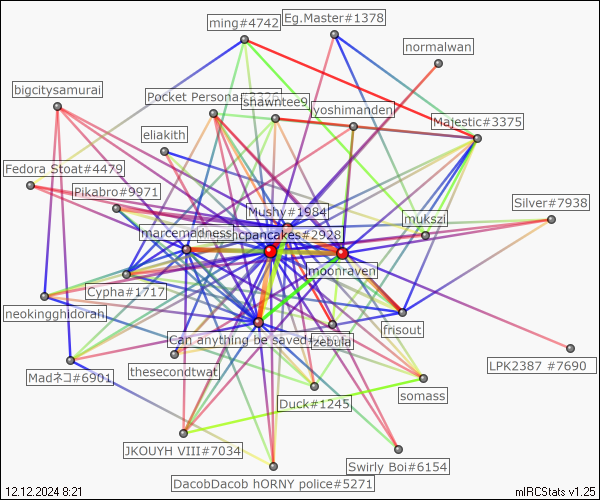 ming#4742
Eg.Master#1378
normalwan
bigcitysamurai
Pocket Persona
shawntee9
yoshimanden
Majestic#3375
eliakith
Fedora Stoat#4479
Pikabro#9971
Mushy#1984
Silver#7938
mukszi
marcemadness
cpancakes#2928
moonraven
Cypha#1717
neokingghidorah
frisout
Can anything be saved
zebula
LPK2387 #7690
thesecondtwat
Madネコ#6901
somass
Duck#1245
JKOUYH VIII#7034
Swirly Boi#6154
DacobDacob hORNY police#5271
12.12.2024 8:21
mIRCStats v1.25